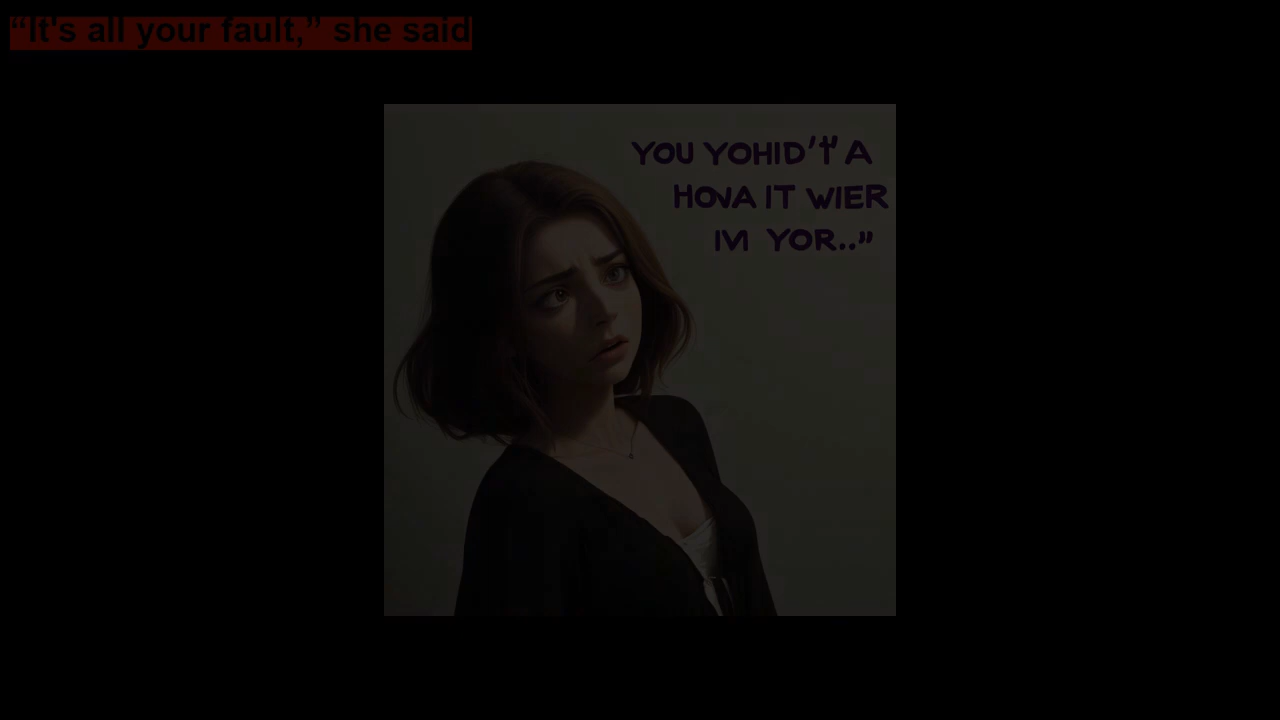 “It's all your fault,” she said
YOU YOHID'T' A
HOVA IT WIER
IM YOR..”